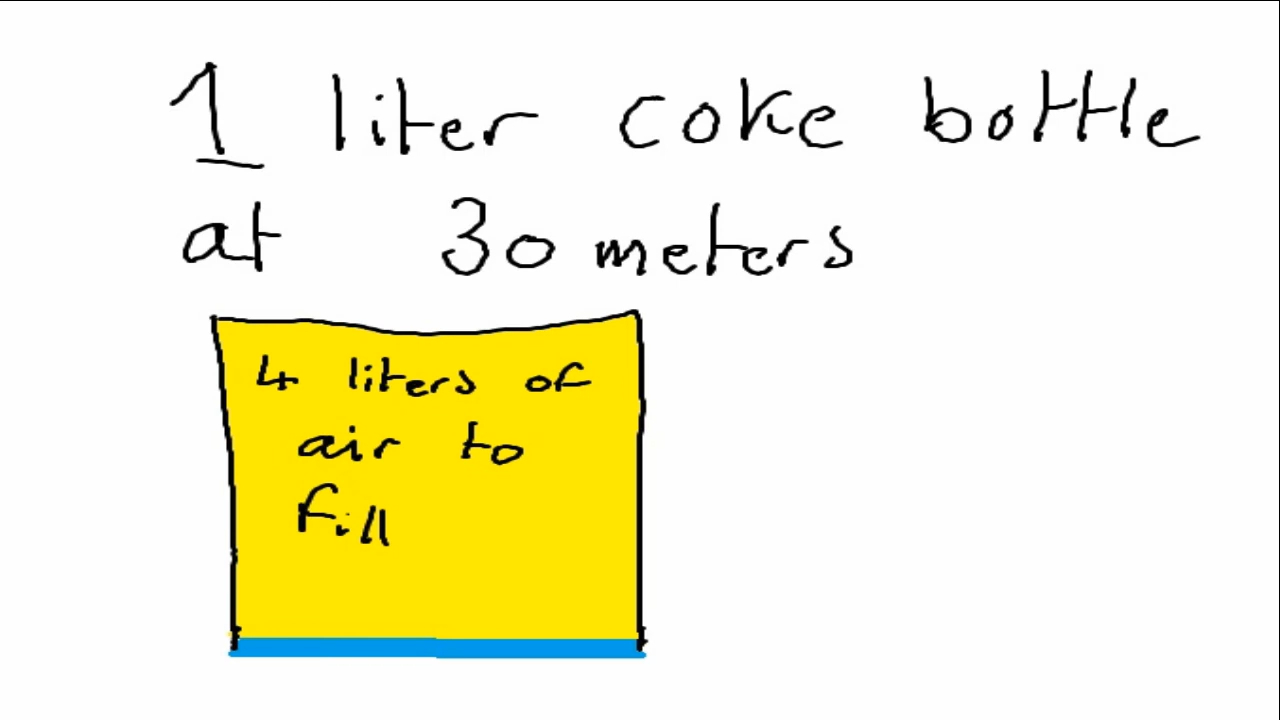 1 liter coke bottle
at 30 meters
4 liters of
air to
fill